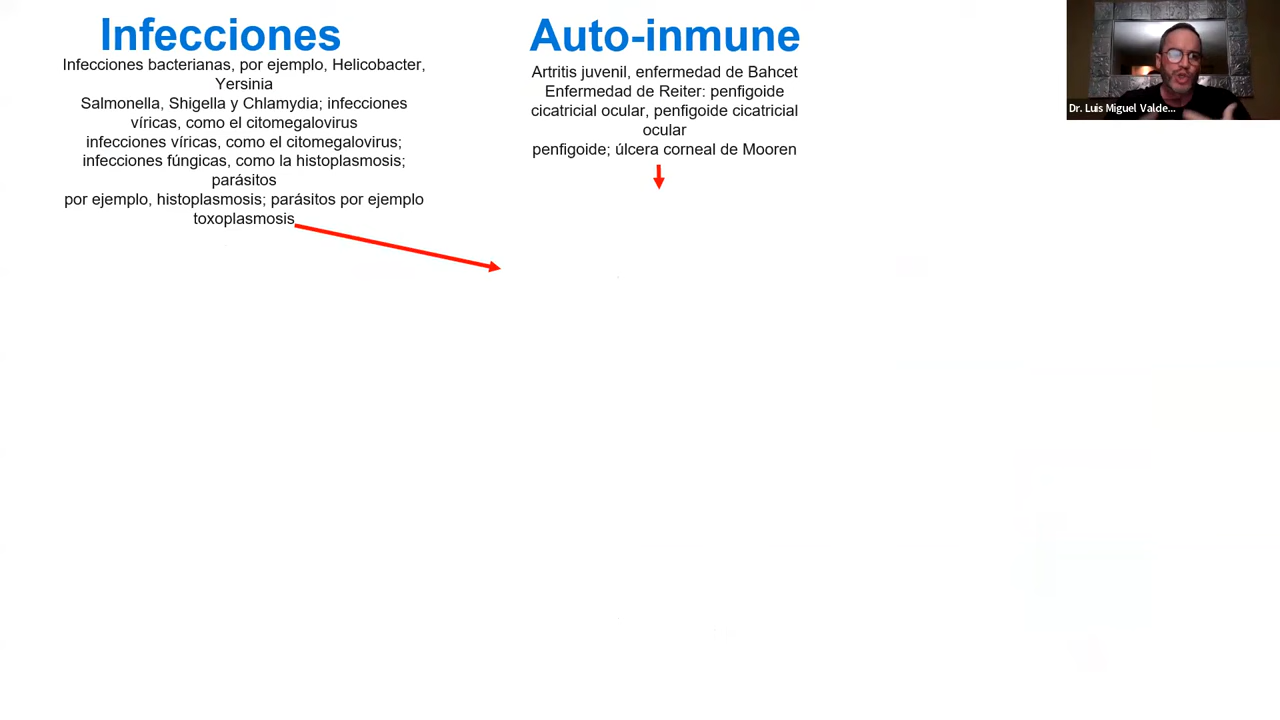 Infecciones
Infecciones bacterianas, por ejemplo, Helicobacter,
Yersinia
Salmonella, Shigella y Chlamydia; infecciones
víricas, como el citomegalovirus
infecciones víricas, como el citomegalovirus;
infecciones fúngicas, como la histoplasmosis;
parásitos
por ejemplo, histoplasmosis; parásitos por ejemplo
toxoplasmosis
Auto-inmune
Artritis juvenil, enfermedad de Bahcet
Enfermedad de Reiter: penfigoide
cicatricial ocular, penfigoide cicatricial
ocular
penfigoide; úlcera corneal de Mooren
Dr. Luis Miguel Valde...